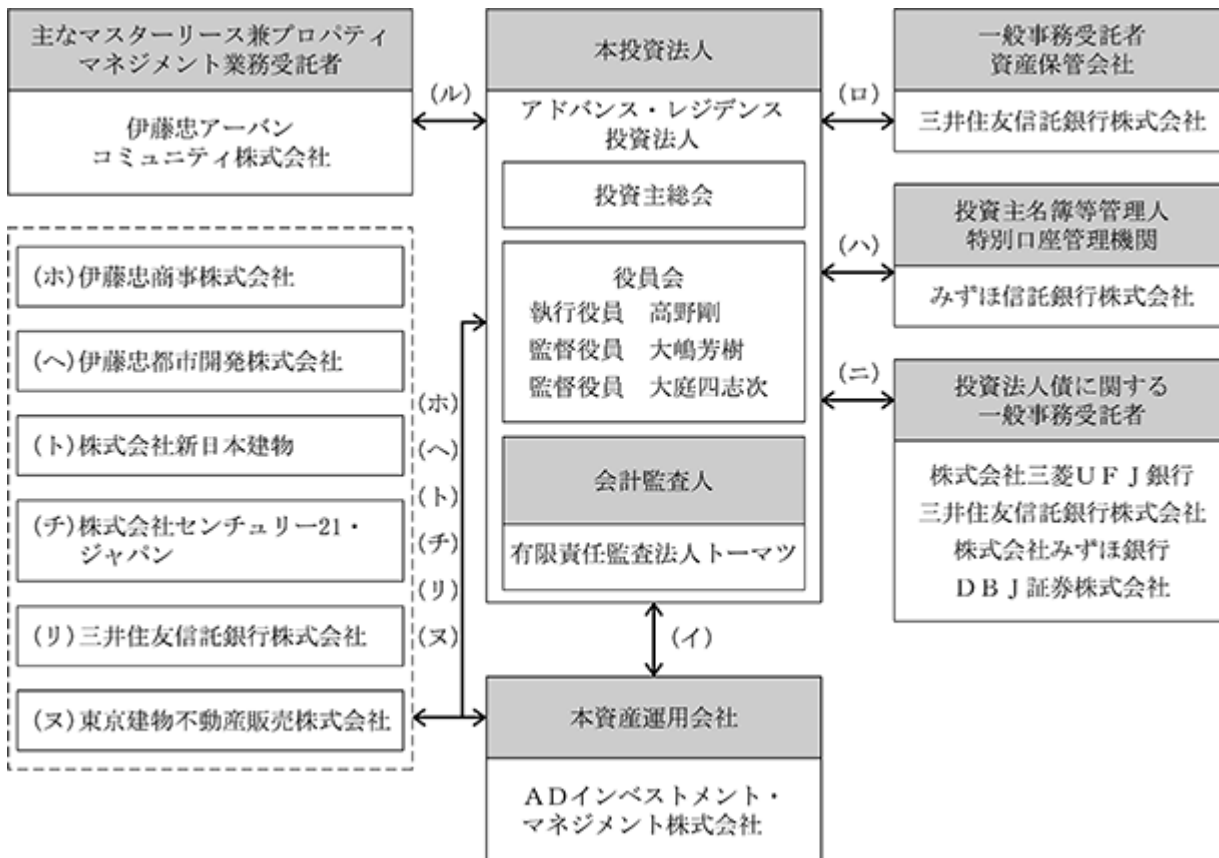 主なマスターリース兼プロパティ
マネジメント業務受託者
伊藤忠アーバン
コミュニティ株式会社
(ル)
本投資法人
アドバンス・レジデンス
投資法人
投資主総会
役員会
執行役員 高野剛
監督役員 大嶋芳樹
監督役員 大庭四志次
会計監査人
有限責任監査法人トーマツ
(ロ)
一般事務受託者
資産保管会社
三井住友信託銀行株式会社
(ハ)
投資主名簿等管理人
特別口座管理機関
みずほ信託銀行株式会社
(ニ)
投資法人債に関する
一般事務受託者
株式会社三菱UFJ銀行
三井住友信託銀行株式会社
株式会社みずほ銀行
DBJ証券株式会社
(ホ)伊藤忠商事株式会社
(ヘ)伊藤忠都市開発株式会社
(ト)株式会社新日本建物
(チ)株式会社センチュリー21・
ジャパン
(リ)三井住友信託銀行株式会社
(ヌ)東京建物不動産販売株式会社
(ホ)
(ヘ)
(ト)
(チ)
(リ)
(ヌ)
(イ)
本資産運用会社
ADインベストメント・
マネジメント株式会社